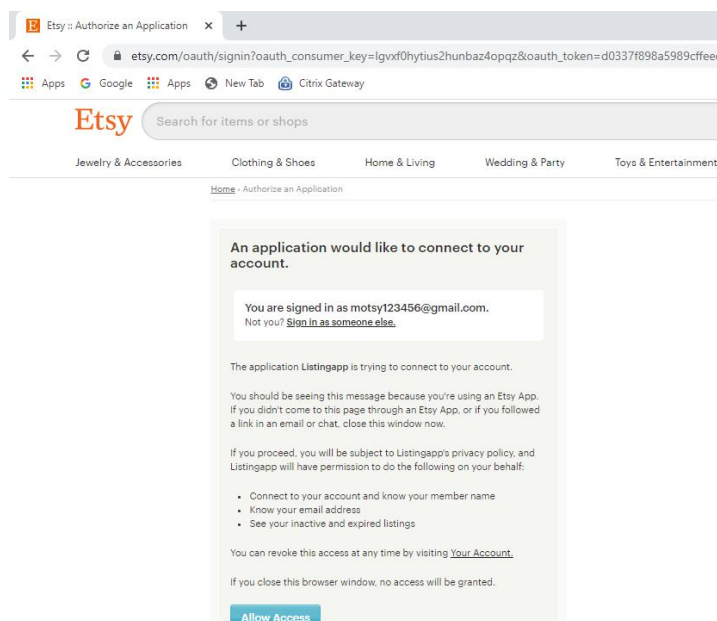 Etsy :: Authorize an Application
etsy.com/oauth/signin?oauth_consumer_key=lgvxf0hytius2hunbaz4opqz&oauth_token=d0337f898a5989cffee
Apps Google Apps New Tab Citrix Gateway
Etsy Search for items or shops
Jewelry & Accessories Clothing & Shoes Home & Living Wedding & Party Toys & Entertainment
Home › Authorize an Application
An application would like to connect to your
account.
You are signed in as motsy123456@gmail.com.
Not you? Sign in as someone else.
The application Listingapp is trying to connect to your account.
You should be seeing this message because you're using an Etsy App.
If you didn't come to this page through an Etsy App, or if you followed
a link in an email or chat, close this window now.
If you proceed, you will be subject to Listingapp's privacy policy, and
Listingapp will have permission to do the following on your behalf:
• Connect to your account and know your member name
• Know your email address
• See your inactive and expired listings
You can revoke this access at any time by visiting Your Account.
If you close this browser window, no access will be granted.
Allow Access